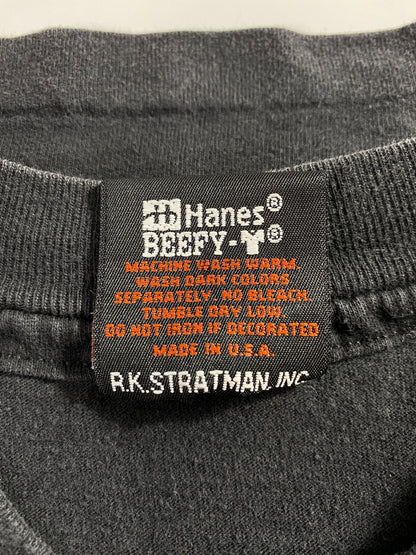 Hanes®
BEEFY-T®
MACHINE WASH WARM.
WASH DARK COLORS
SEPARATELY. NO BLEACH.
TUMBLE DRY LOW.
DO NOT IRON IF DECORATED
MADE IN U.S.A.
R.K.STRATMAN, INC